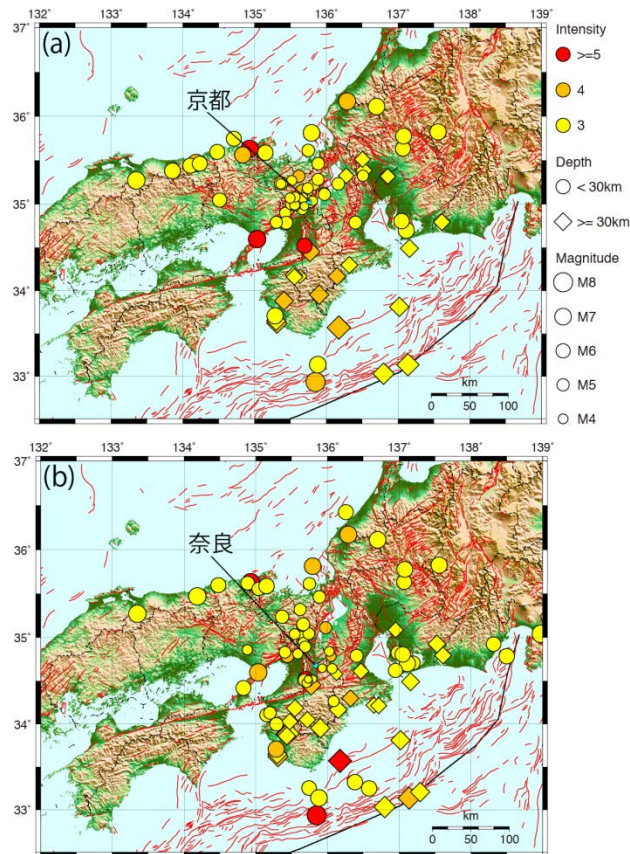 132° 133° 134° 135° 136° 137° 138° 139°
37°
(a)
京都
36°
35°
34°
33°
km
0 50 100
Intensity
>=5
4
3
Depth
< 30km
>= 30km
Magnitude
M8
M7
M6
M5
M4
132° 133° 134° 135° 136° 137° 138° 139°
37°
(b)
奈良
36°
35°
34°
33°
km
0 50 100